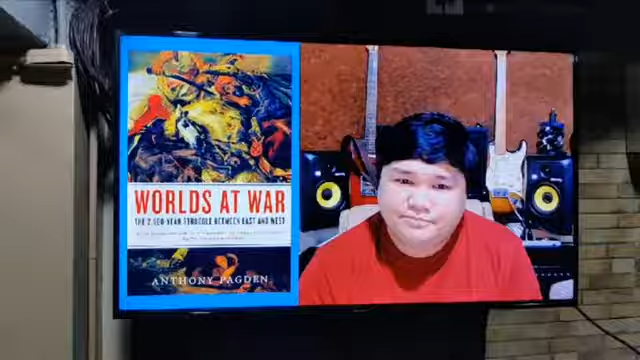 WORLDS AT WAR
THE 2,500-YEAR STRUGGLE BETWEEN EAST AND WEST
ANTHONY PAGDEN